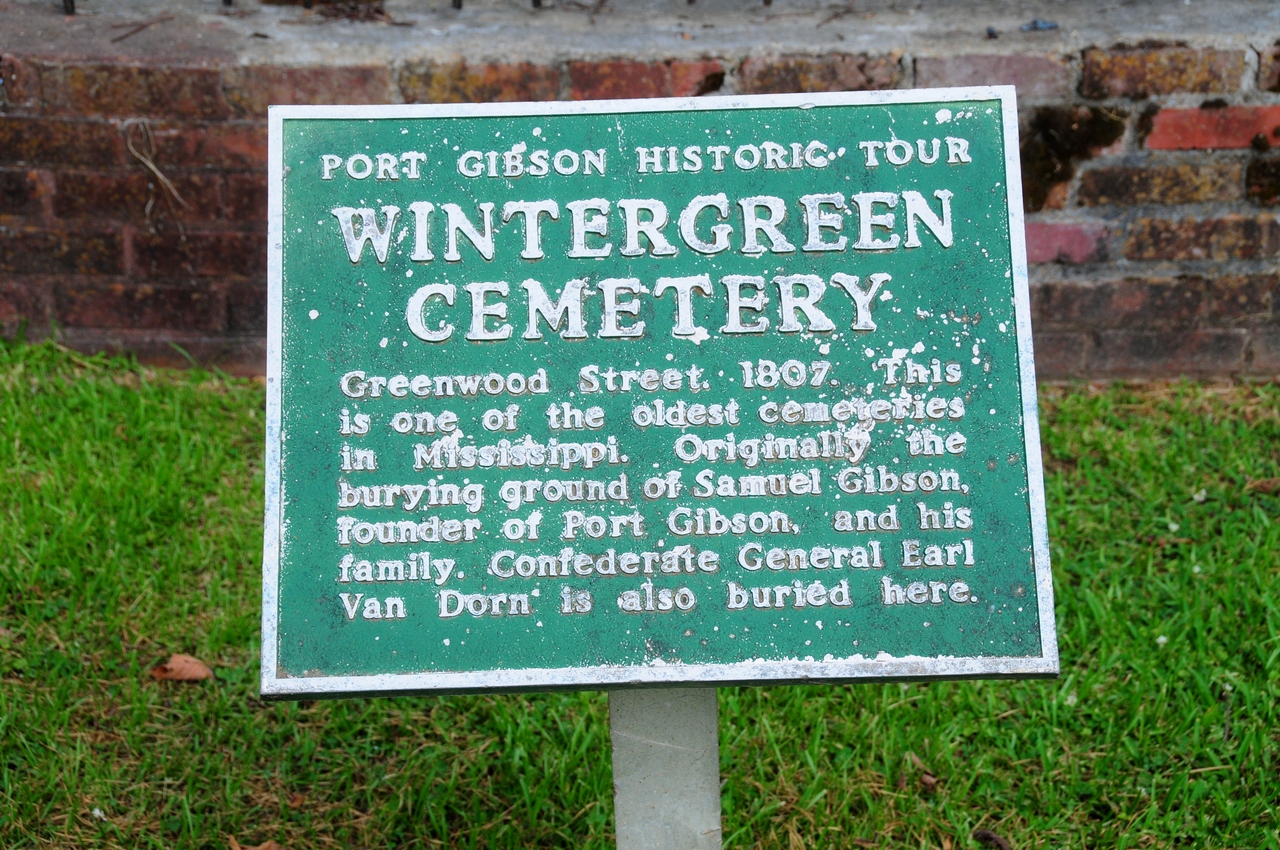 PORT GIBSON HISTORIC TOUR
WINTERGREEN
CEMETERY
Greenwood Street. 1807. This
is one of the oldest cemeteries
in Mississippi. Originally the
burying ground of Samuel Gibson,
founder of Port Gibson, and his
family. Confederate General Earl
Van Dorn is also buried here.